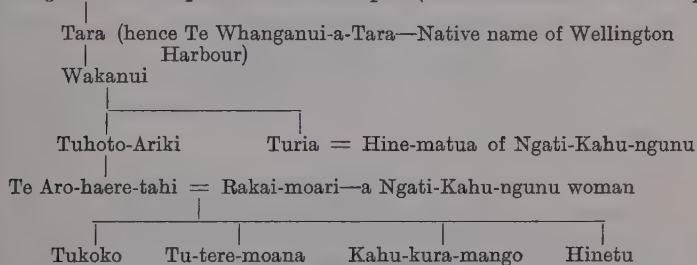 Tara (hence Te Whanganui-a-Tara—Native name of Wellington
Harbour)
Wakanui
Tuhoto-Ariki Turia = Hine-matua of Ngati-Kahu-ngunu
Te Aro-haere-tahi = Rakai-moari—a Ngati-Kahu-ngunu woman
Tukoko Tu-tere-moana Kahu-kura-mango Hinetu